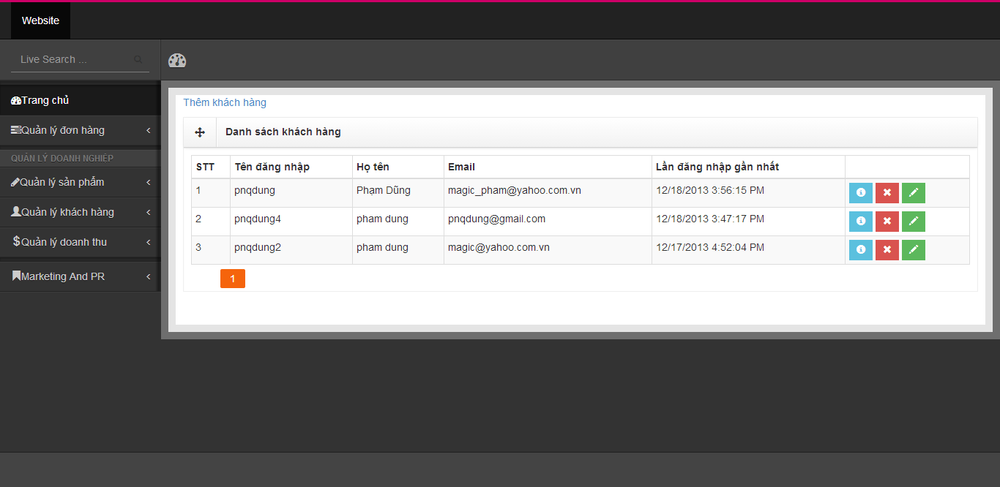 Website
Live Search ...
Trang chủ
Quản lý đơn hàng
QUẢN LÝ DOANH NGHIỆP
Quản lý sản phẩm
Quản lý khách hàng
Quản lý doanh thu
Marketing And PR
Thêm khách hàng
Danh sách khách hàng
STT Tên đăng nhập Họ tên Email Lần đăng nhập gần nhất
1 pnqdung Phạm Dũng magic_pham@yahoo.com.vn 12/18/2013 3:56:15 PM
2 pnqdung4 pham dung pnqdung@gmail.com 12/18/2013 3:47:17 PM
3 pnqdung2 pham dung magic@yahoo.com.vn 12/17/2013 4:52:04 PM
1